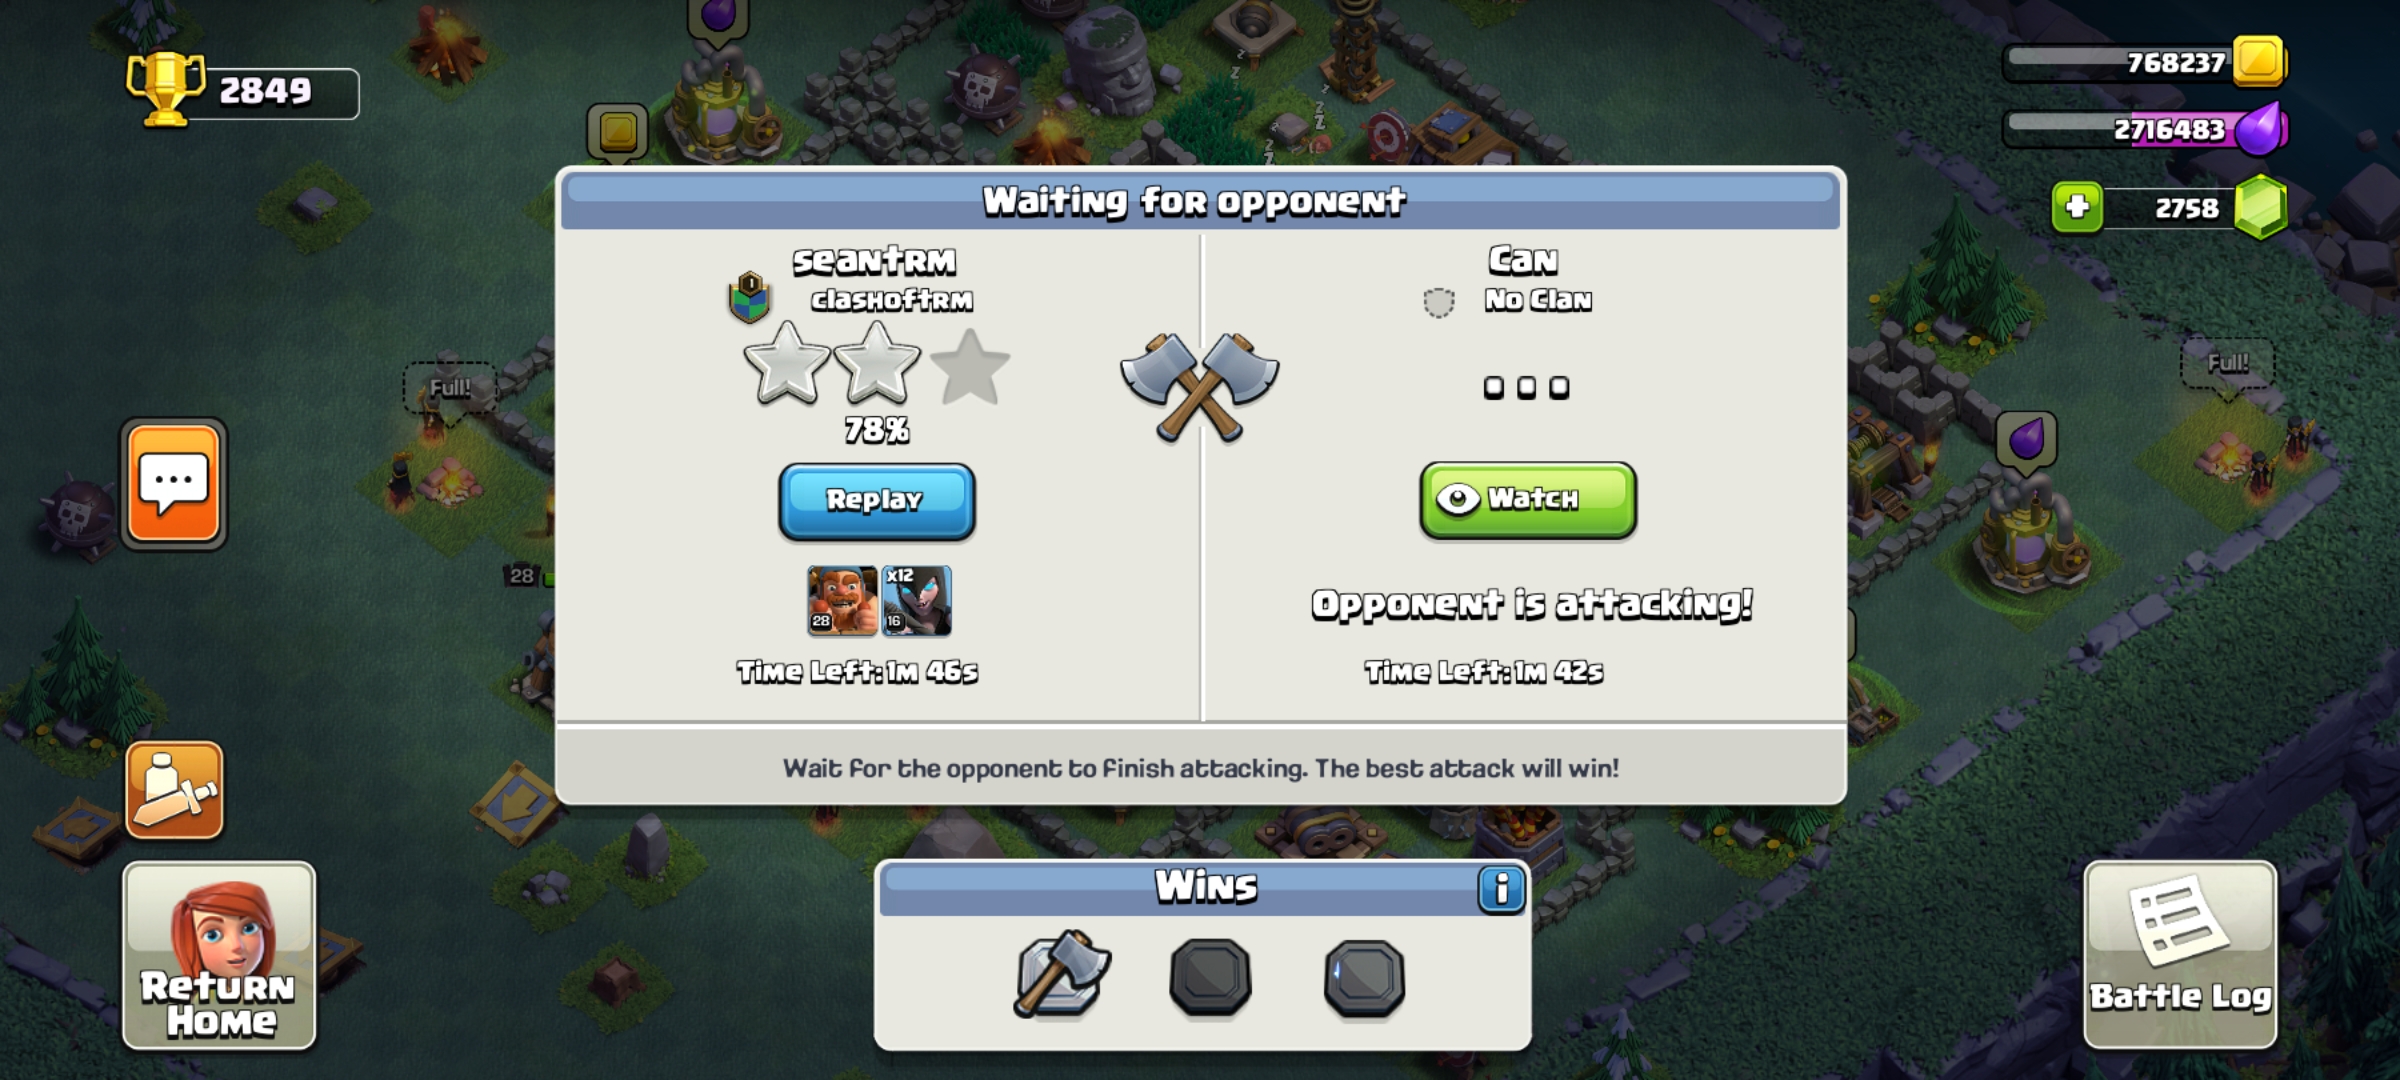 2849
768237
2716483
2758
Waiting for opponent
seantrm
clashoftrm
78%
Replay
28
x12
16
Time Left:1m 46s
Can
No Clan
...
Watch
Opponent is attacking!
Time Left:1m 42s
Wait for the opponent to finish attacking. The best attack will win!
Full!
Full!
28
z
z
z
z
z
z
Wins
i
Return
Home
Battle Log